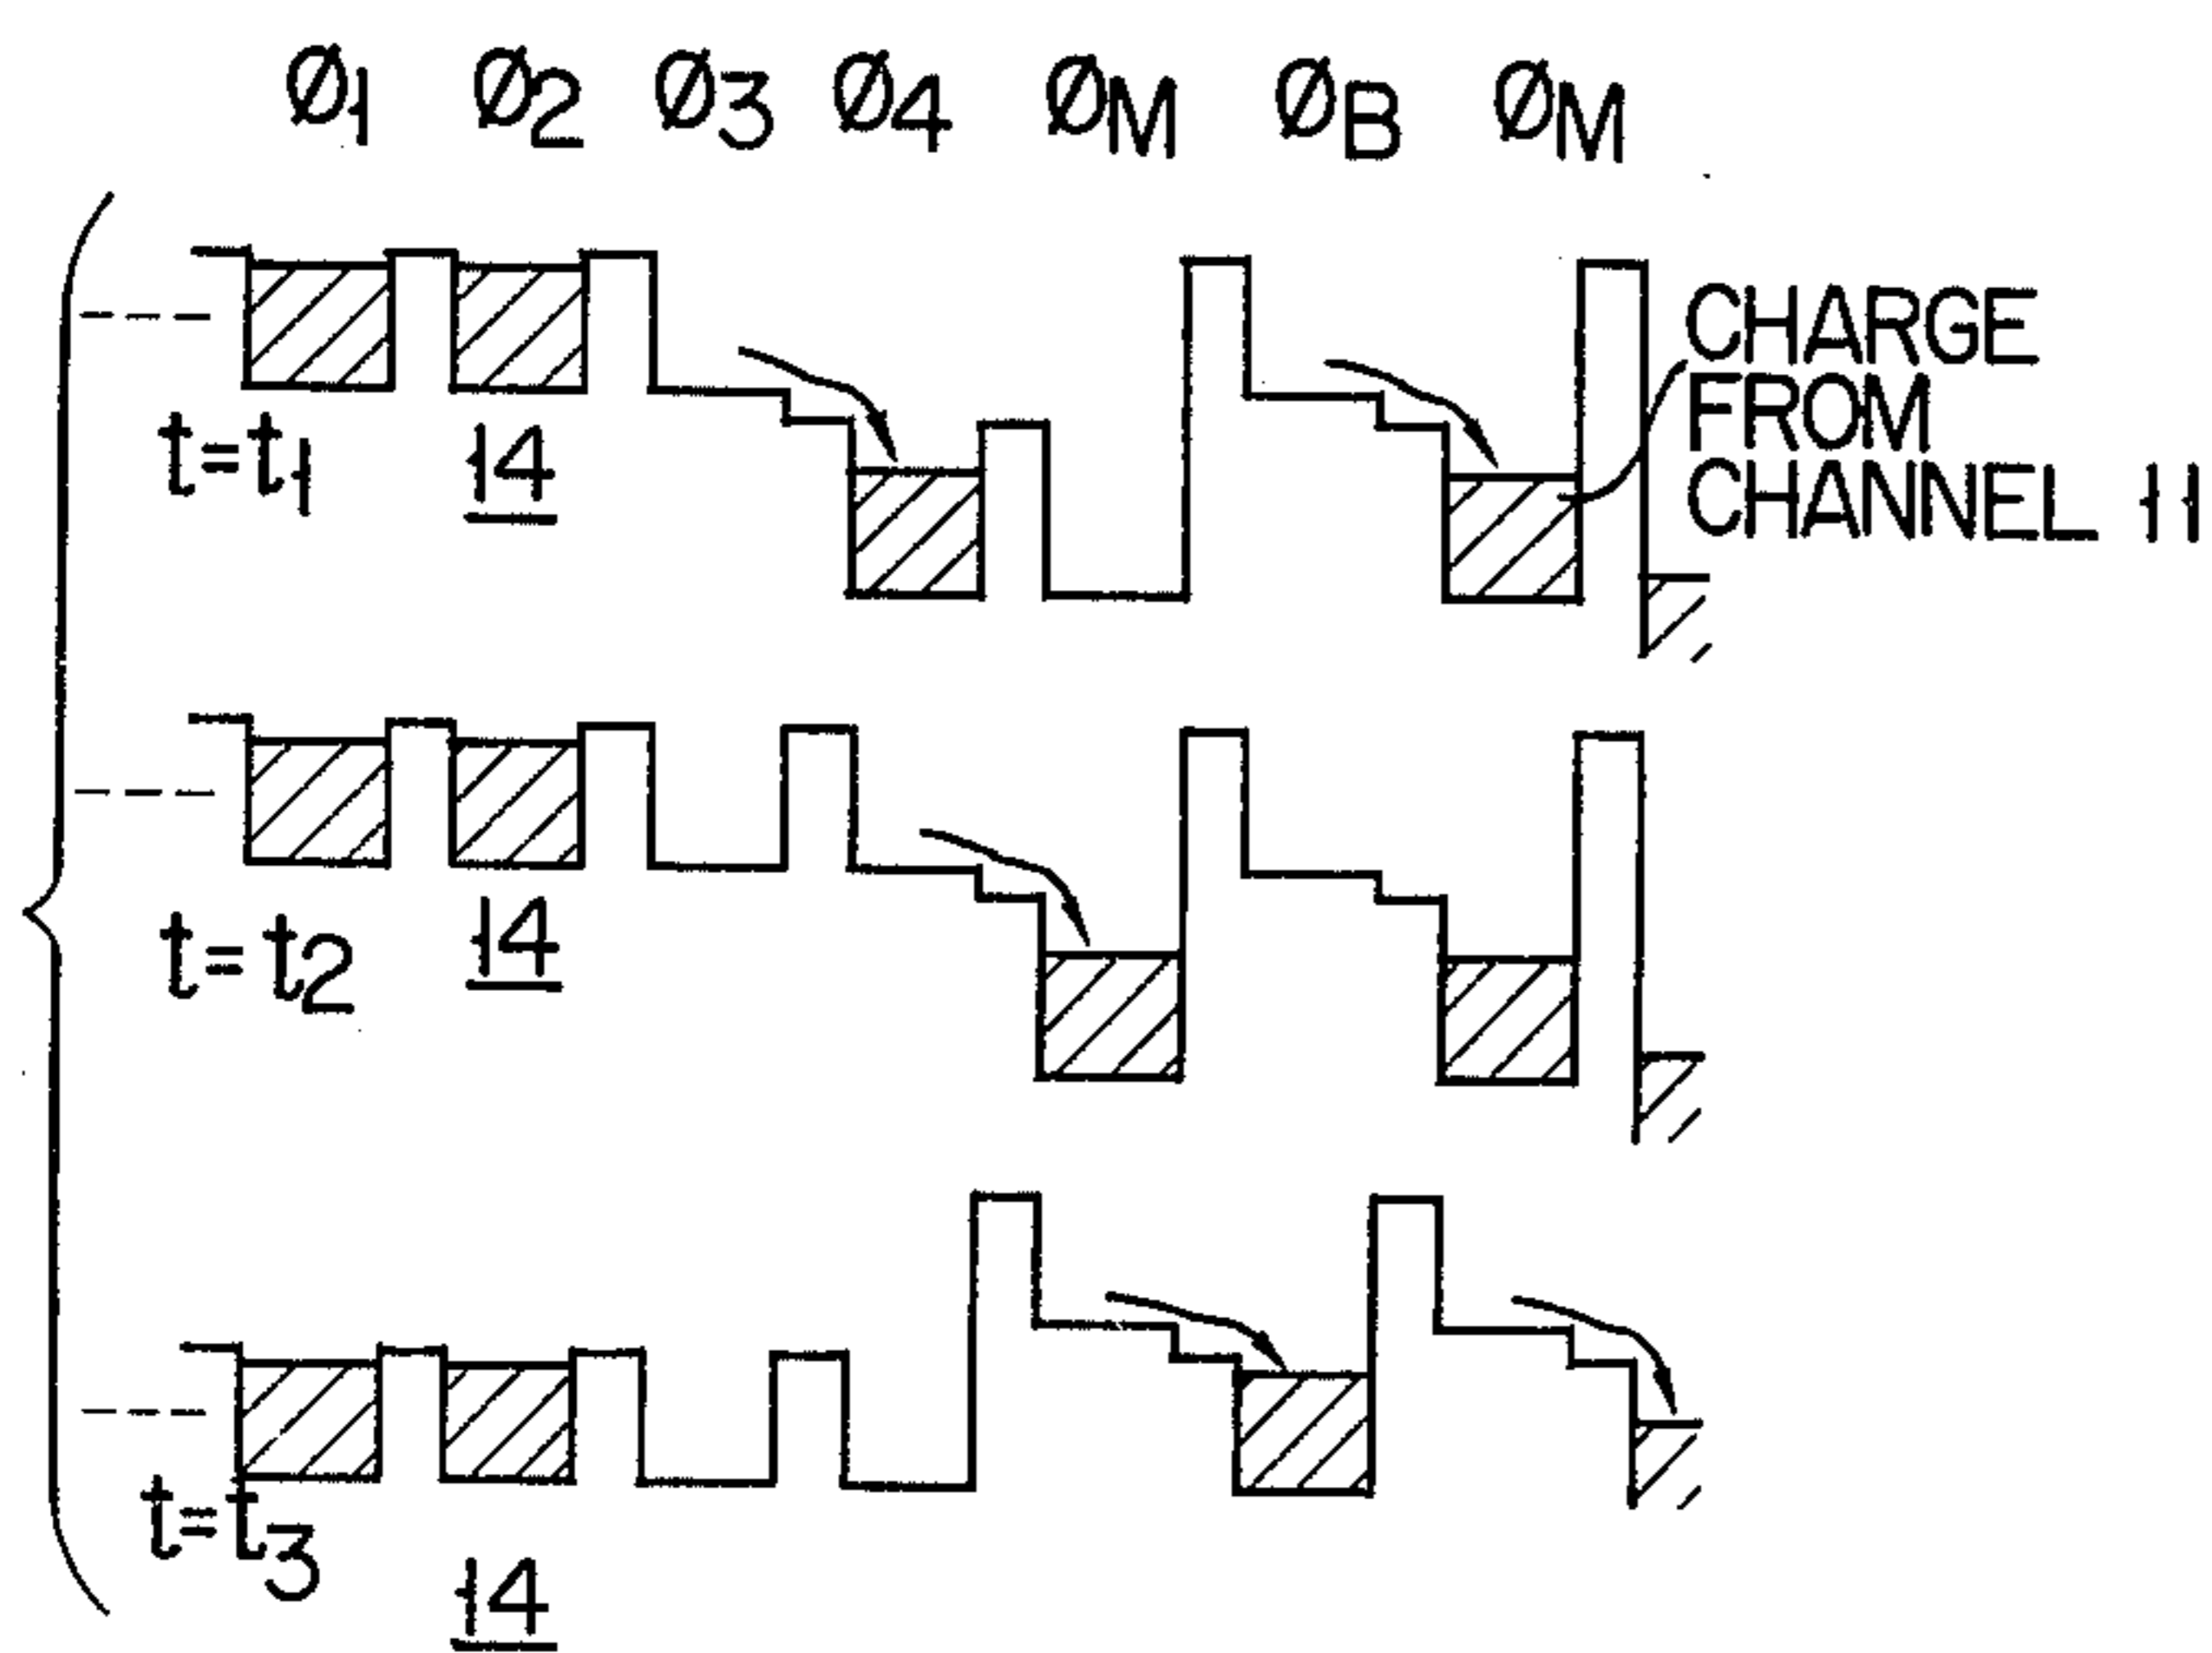 Ø1 Ø2 Ø3 Ø4 ØM ØB ØM
CHARGE
FROM
CHANNEL 11
t=t1
14
t=t2
14
t=t3
14